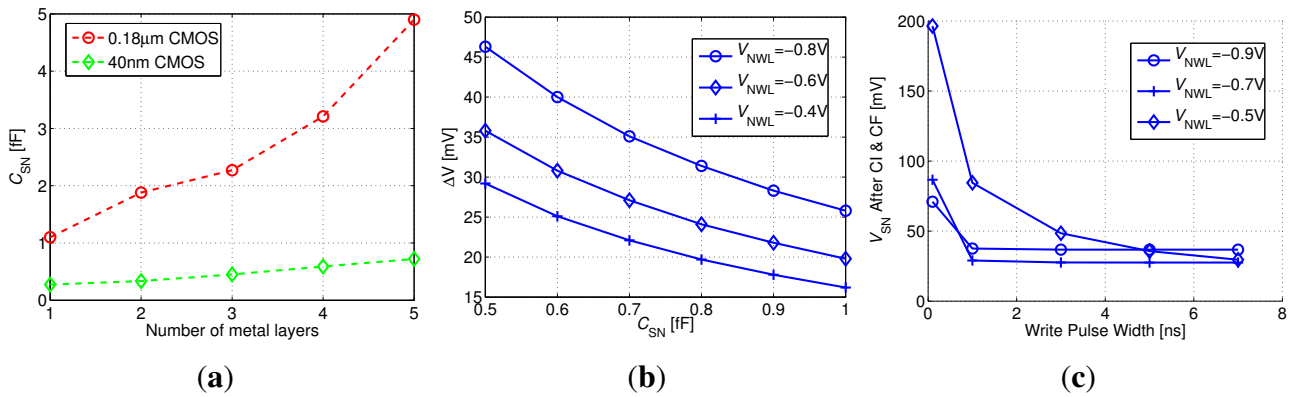 5
4
3
2
1
0
C_SN [fF]
1 2 3 4 5
Number of metal layers
0.18μm CMOS
40nm CMOS
(a)
50
45
40
35
30
25
20
15
ΔV [mV]
0.5 0.6 0.7 0.8 0.9 1
C_SN [fF]
V_NWL=−0.8V
V_NWL=−0.6V
V_NWL=−0.4V
(b)
200
150
100
50
0
V_SN After CI & CF [mV]
0 2 4 6 8
Write Pulse Width [ns]
V_NWL=−0.9V
V_NWL=−0.7V
V_NWL=−0.5V
(c)